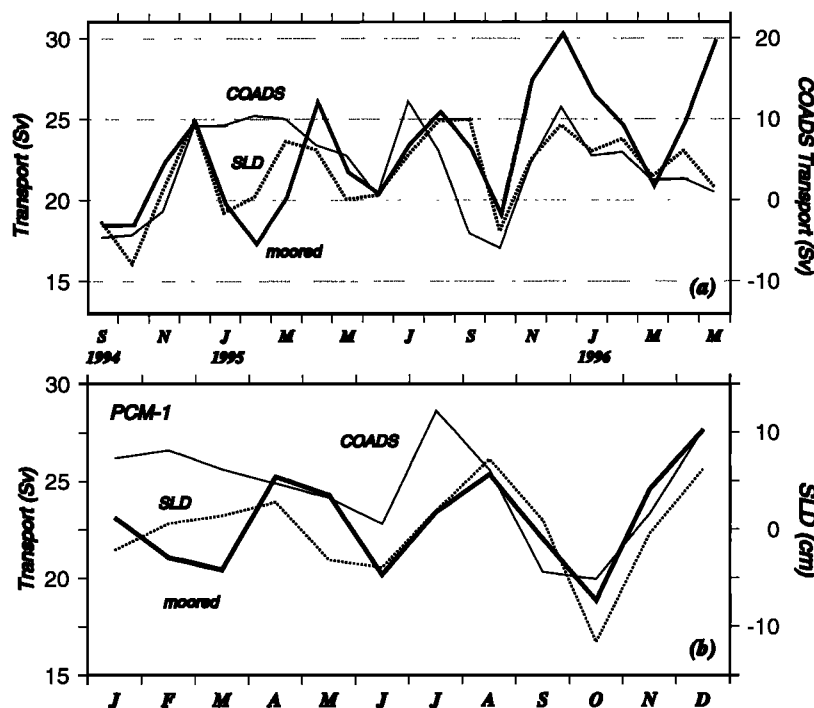 30
25
20
15
Transport (Sv)
20
10
0
-10
COADS Transport (Sv)
COADS
SLD
moored
(a)
S N J M M J S N J M M
1994 1995 1996
30
25
20
15
Transport (Sv)
10
0
-10
SLD (cm)
PCM-1
COADS
SLD
moored
(b)
J F M A M J J A S O N D